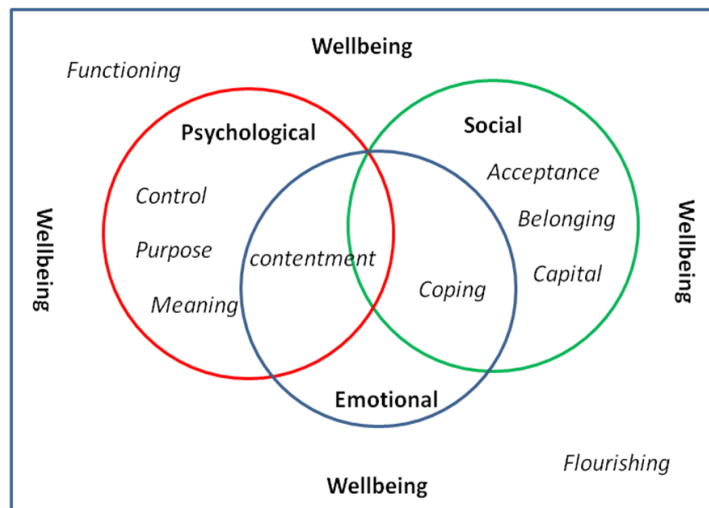 Wellbeing
Functioning
Psychological
Social
Acceptance
Control
Belonging
Wellbeing
Wellbeing
Purpose
contentment
Capital
Coping
Meaning
Emotional
Flourishing
Wellbeing